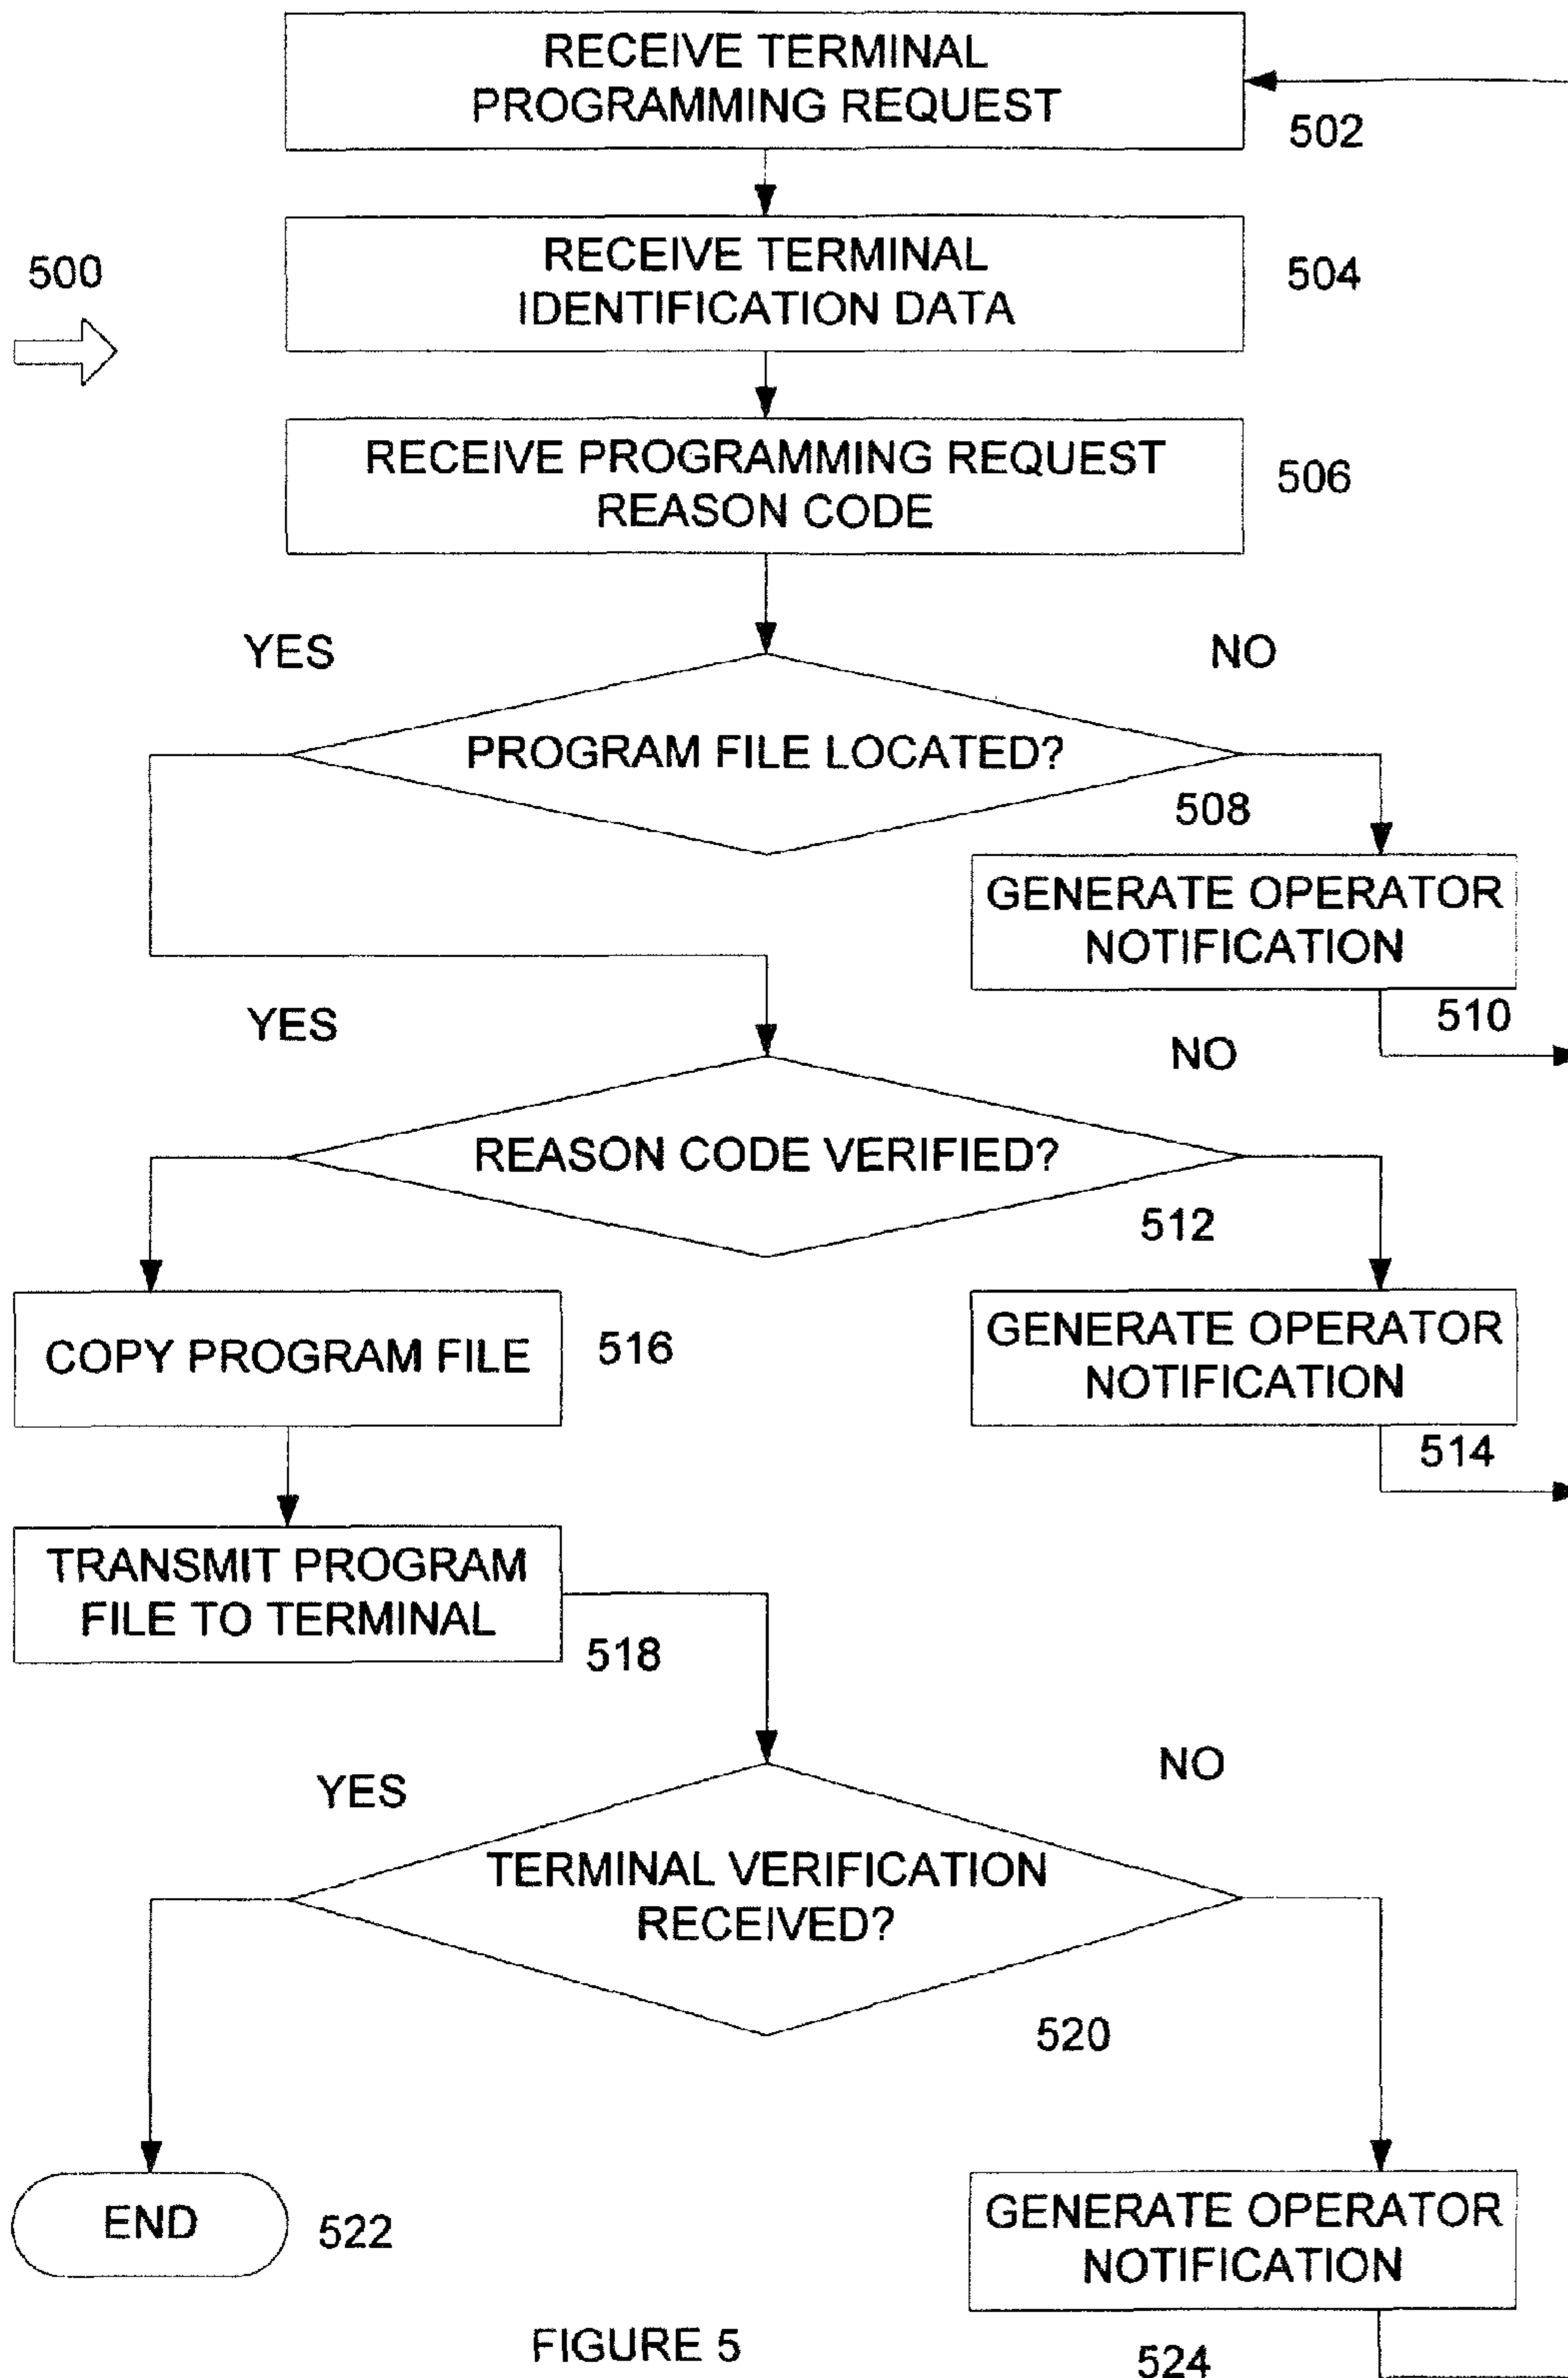 RECEIVE TERMINAL
PROGRAMMING REQUEST
502
RECEIVE TERMINAL
IDENTIFICATION DATA
504
500
RECEIVE PROGRAMMING REQUEST
REASON CODE
506
YES
NO
PROGRAM FILE LOCATED?
508
GENERATE OPERATOR
NOTIFICATION
510
YES
NO
REASON CODE VERIFIED?
512
COPY PROGRAM FILE
516
GENERATE OPERATOR
NOTIFICATION
514
TRANSMIT PROGRAM
FILE TO TERMINAL
518
YES
NO
TERMINAL VERIFICATION
RECEIVED?
520
END
522
GENERATE OPERATOR
NOTIFICATION
524
FIGURE 5